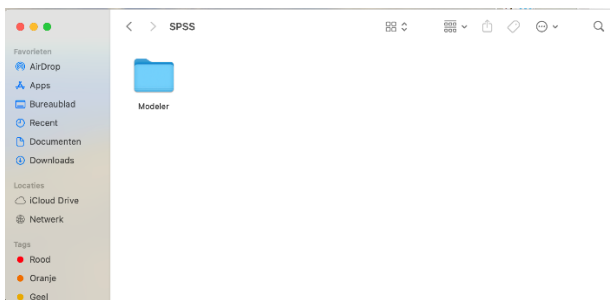 SPSS
Favorieten
AirDrop
Apps
Bureaublad
Recent
Documenten
Downloads
Locaties
iCloud Drive
Netwerk
Tags
Rood
Oranje
Geel
Modeler